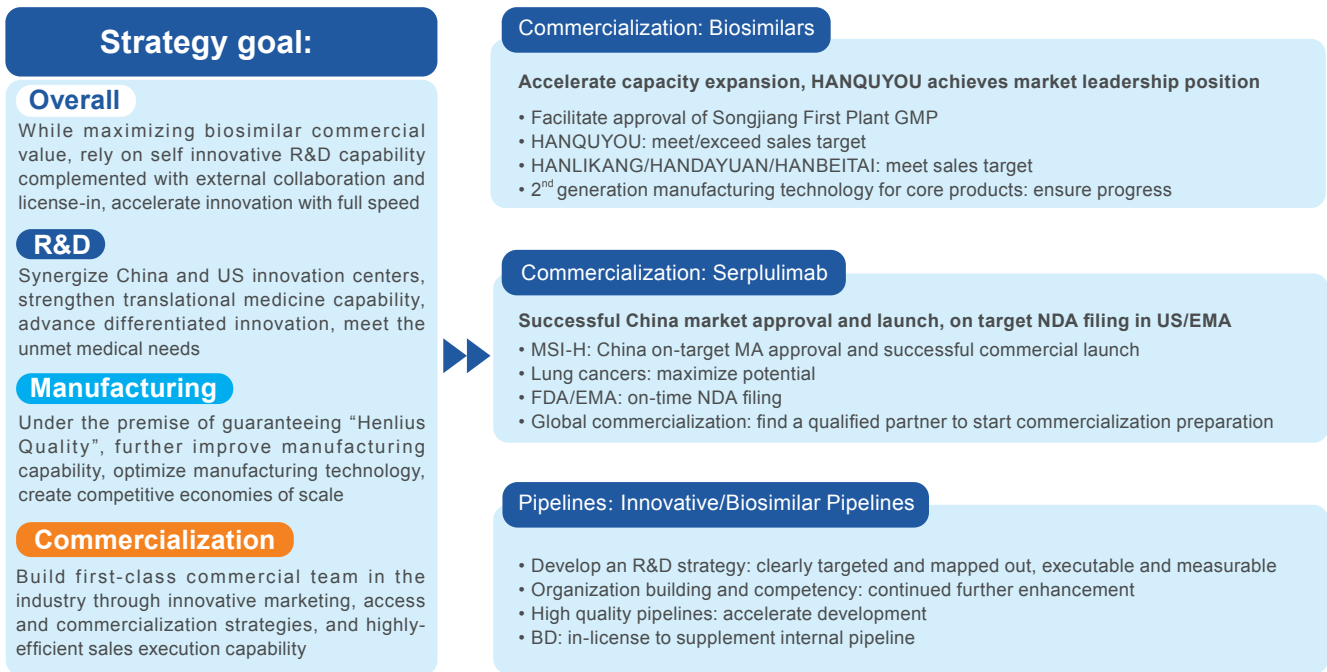 Strategy goal:
Overall
While maximizing biosimilar commercial
value, rely on self innovative R&D capability
complemented with external collaboration and
license-in, accelerate innovation with full speed
R&D
Synergize China and US innovation centers,
strengthen translational medicine capability,
advance differentiated innovation, meet the
unmet medical needs
Manufacturing
Under the premise of guaranteeing “Henlius
Quality”, further improve manufacturing
capability, optimize manufacturing technology,
create competitive economies of scale
Commercialization
Build first-class commercial team in the
industry through innovative marketing, access
and commercialization strategies, and highly-
efficient sales execution capability
Commercialization: Biosimilars
Accelerate capacity expansion, HANQUYOU achieves market leadership position
• Facilitate approval of Songjiang First Plant GMP
• HANQUYOU: meet/exceed sales target
• HANLIKANG/HANDAYUAN/HANBEITAI: meet sales target
• 2nd generation manufacturing technology for core products: ensure progress
Commercialization: Serplulimab
Successful China market approval and launch, on target NDA filing in US/EMA
• MSI-H: China on-target MA approval and successful commercial launch
• Lung cancers: maximize potential
• FDA/EMA: on-time NDA filing
• Global commercialization: find a qualified partner to start commercialization preparation
Pipelines: Innovative/Biosimilar Pipelines
• Develop an R&D strategy: clearly targeted and mapped out, executable and measurable
• Organization building and competency: continued further enhancement
• High quality pipelines: accelerate development
• BD: in-license to supplement internal pipeline